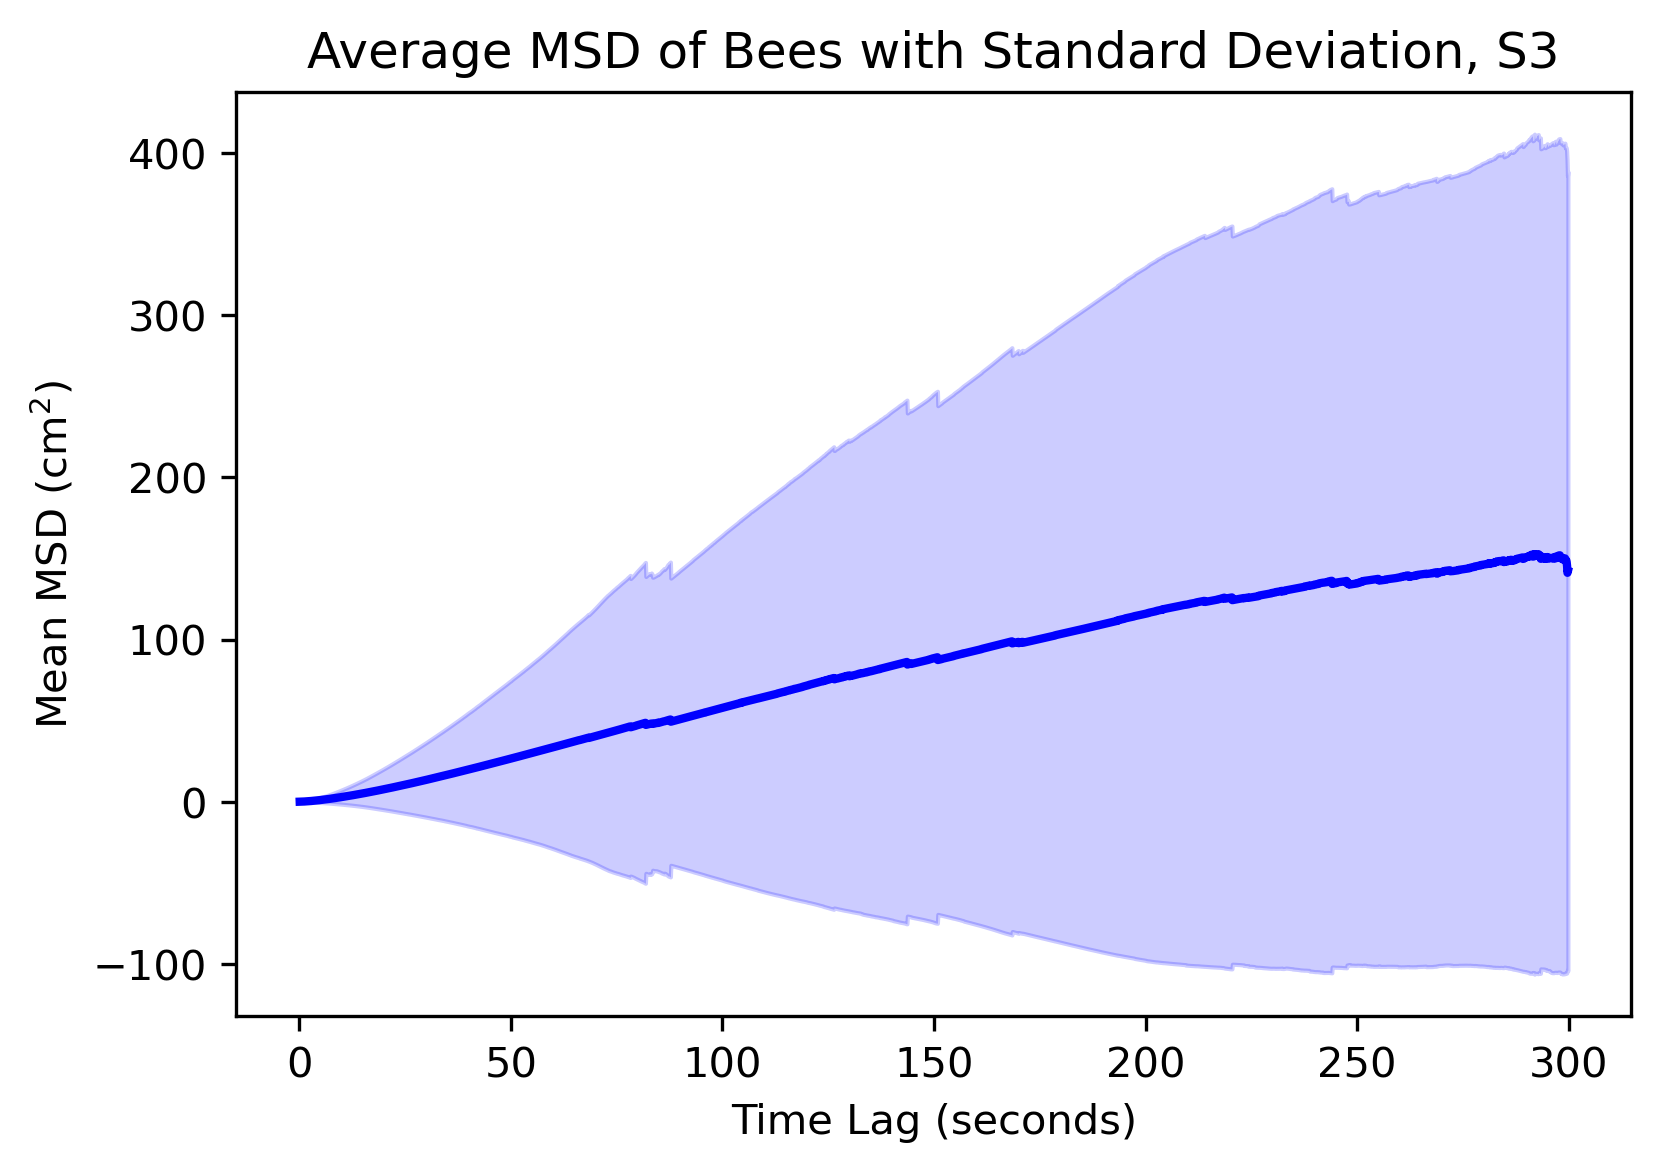 Average MSD of Bees with Standard Deviation, S3
Mean MSD (cm²)
400
300
200
100
0
−100
0 50 100 150 200 250 300
Time Lag (seconds)